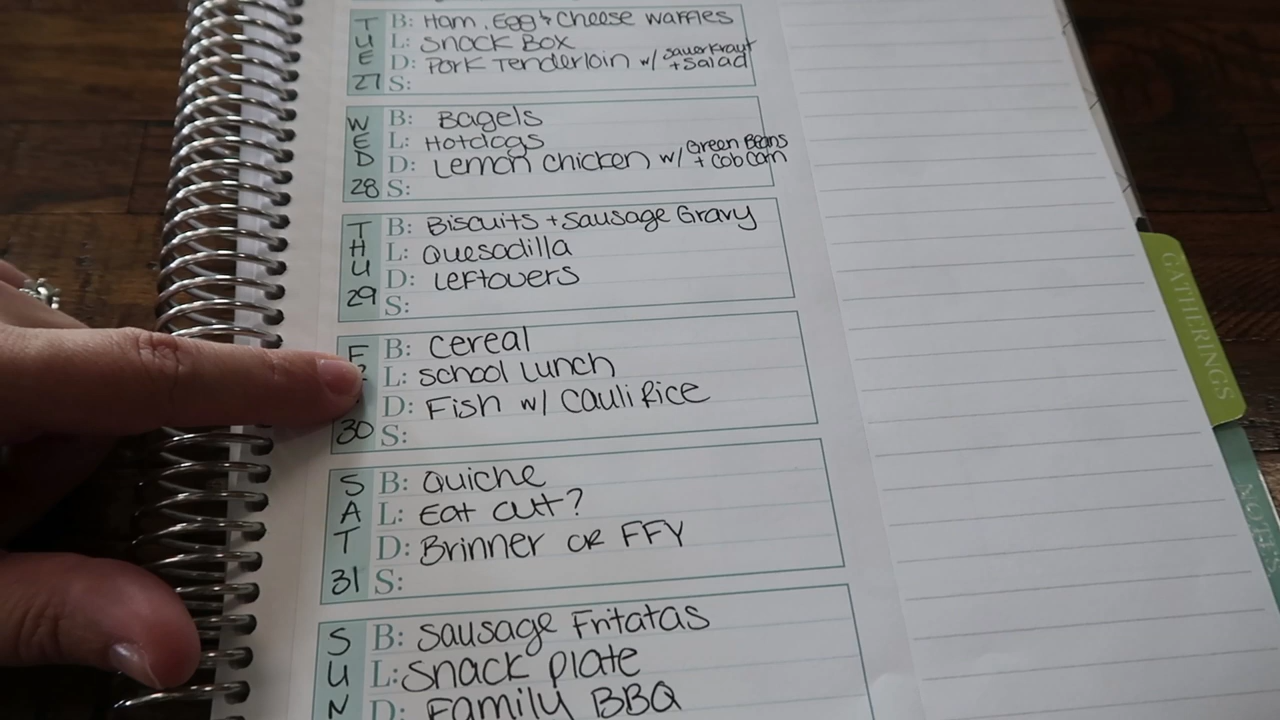 TUE 27
B: Ham, Egg & Cheese Waffles
L: Snack Box
D: Pork Tenderloin w/ Sauerkraut + Salad
S:
WED 28
B: Bagels
L: Hotdogs
D: Lemon Chicken w/ Green Beans + Cob Corn
S:
THU 29
B: Biscuits + Sausage Gravy
L: Quesadilla
D: Leftovers
S:
F
30
B: Cereal
L: School Lunch
D: Fish w/ Cauli Rice
S:
SAT 31
B: Quiche
L: Eat Out?
D: Brinner OR FFY
S:
SUN
B: Sausage Fritatas
L: Snack Plate
D: Family BBQ
GATHERINGS
NOTES